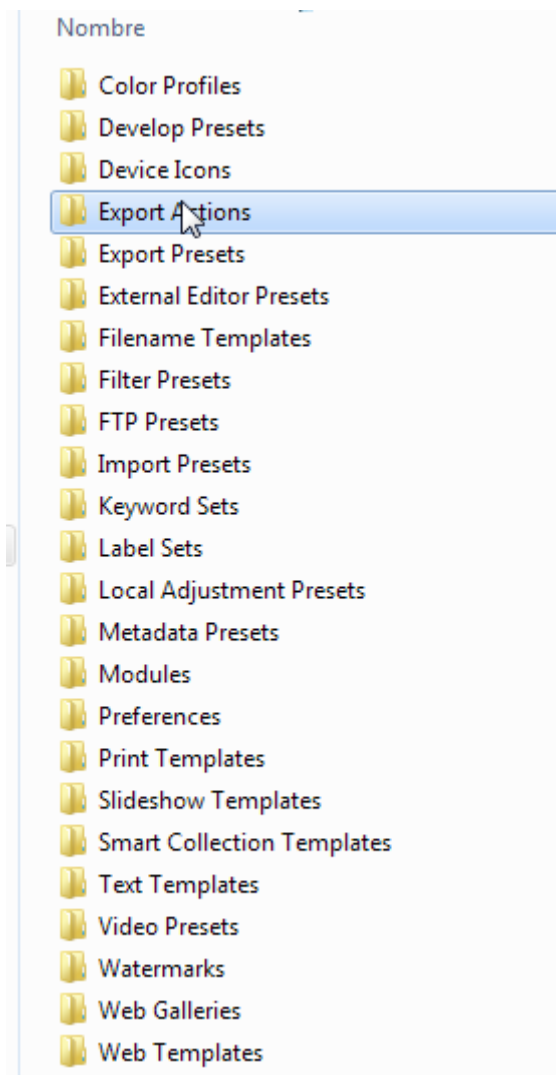 Nombre
Color Profiles
Develop Presets
Device Icons
Export Actions
Export Presets
External Editor Presets
Filename Templates
Filter Presets
FTP Presets
Import Presets
Keyword Sets
Label Sets
Local Adjustment Presets
Metadata Presets
Modules
Preferences
Print Templates
Slideshow Templates
Smart Collection Templates
Text Templates
Video Presets
Watermarks
Web Galleries
Web Templates